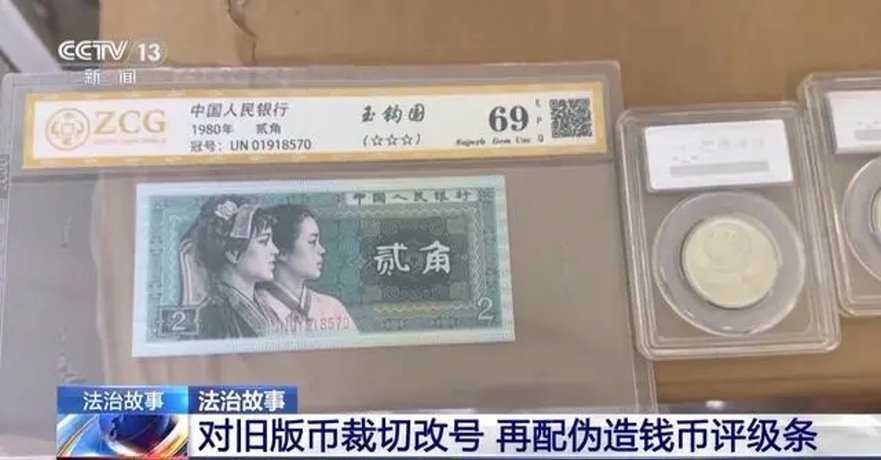 CCTV 13
新闻
ZCG
中国人民银行
1980年 贰角
冠号: UN 01918570
玉钩国
(☆☆☆)
69
EPQ
Superb Gem Unc
中国人民银行
贰角
2
2
01918570
法治故事
法治故事
对旧版币裁切改号 再配伪造钱币评级条